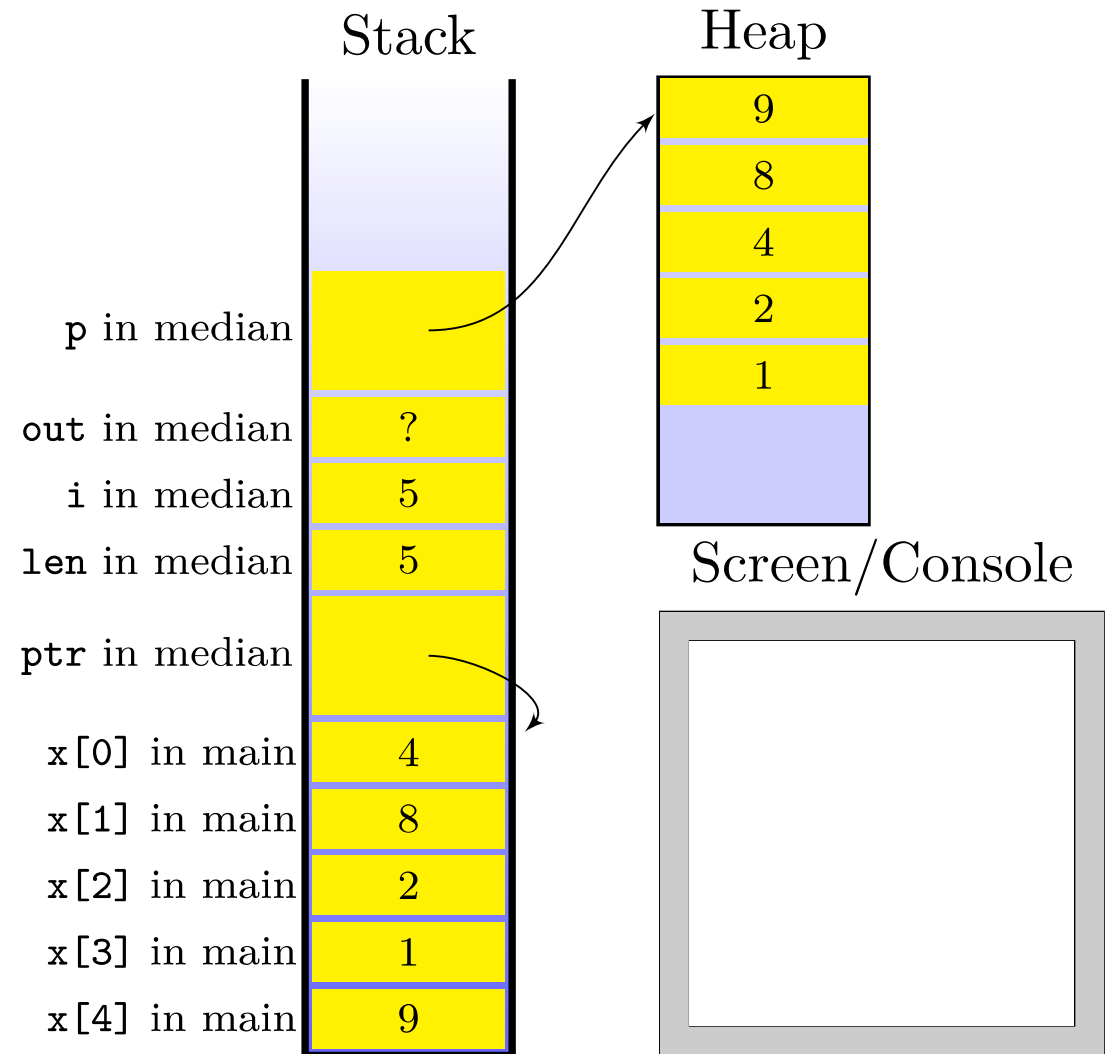 Stack
p in median
out in median ?
i in median 5
len in median 5
ptr in median
x[0] in main 4
x[1] in main 8
x[2] in main 2
x[3] in main 1
x[4] in main 9
Heap
9
8
4
2
1
Screen/Console